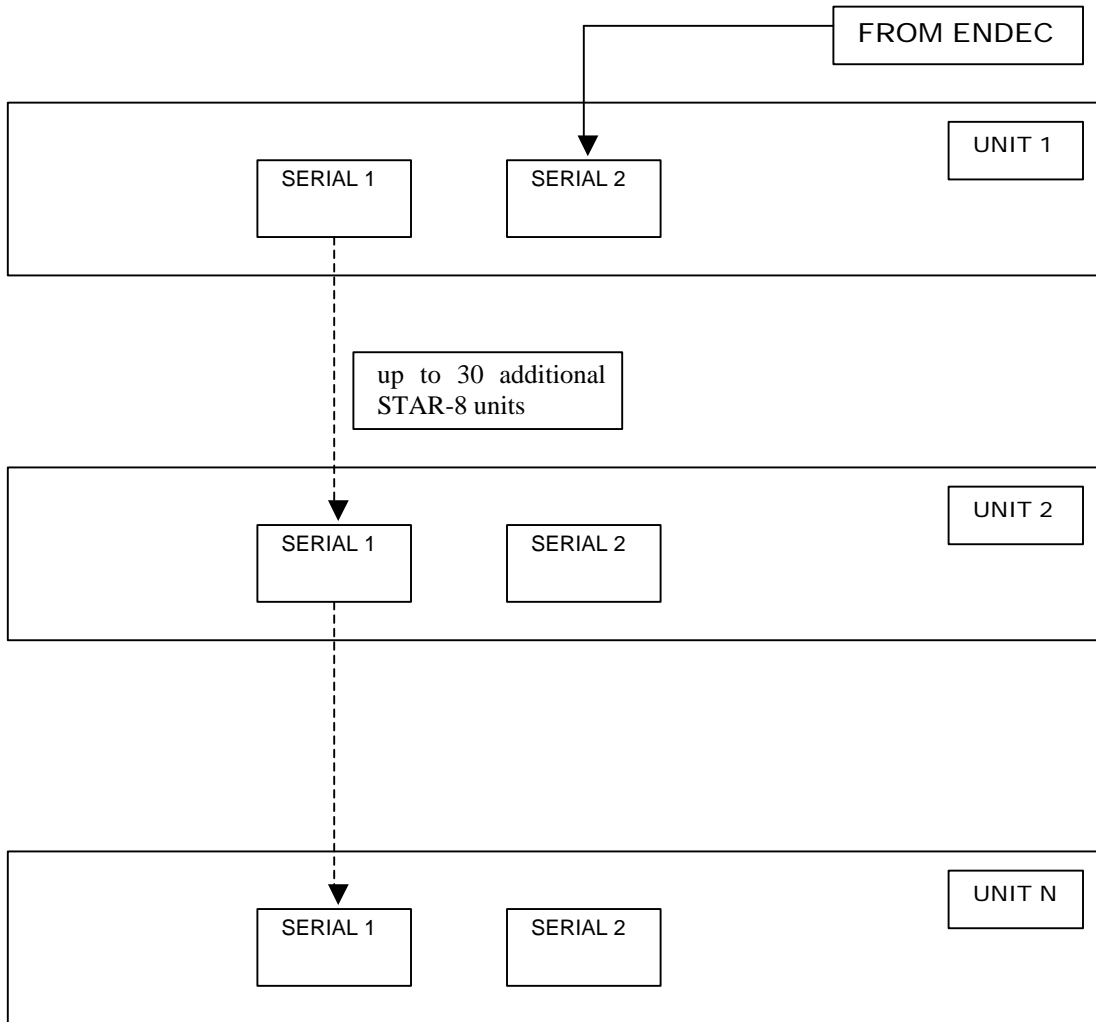 FROM ENDEC
UNIT 1
SERIAL 1
SERIAL 2
up to 30 additional
STAR-8 units
UNIT 2
SERIAL 1
SERIAL 2
UNIT N
SERIAL 1
SERIAL 2